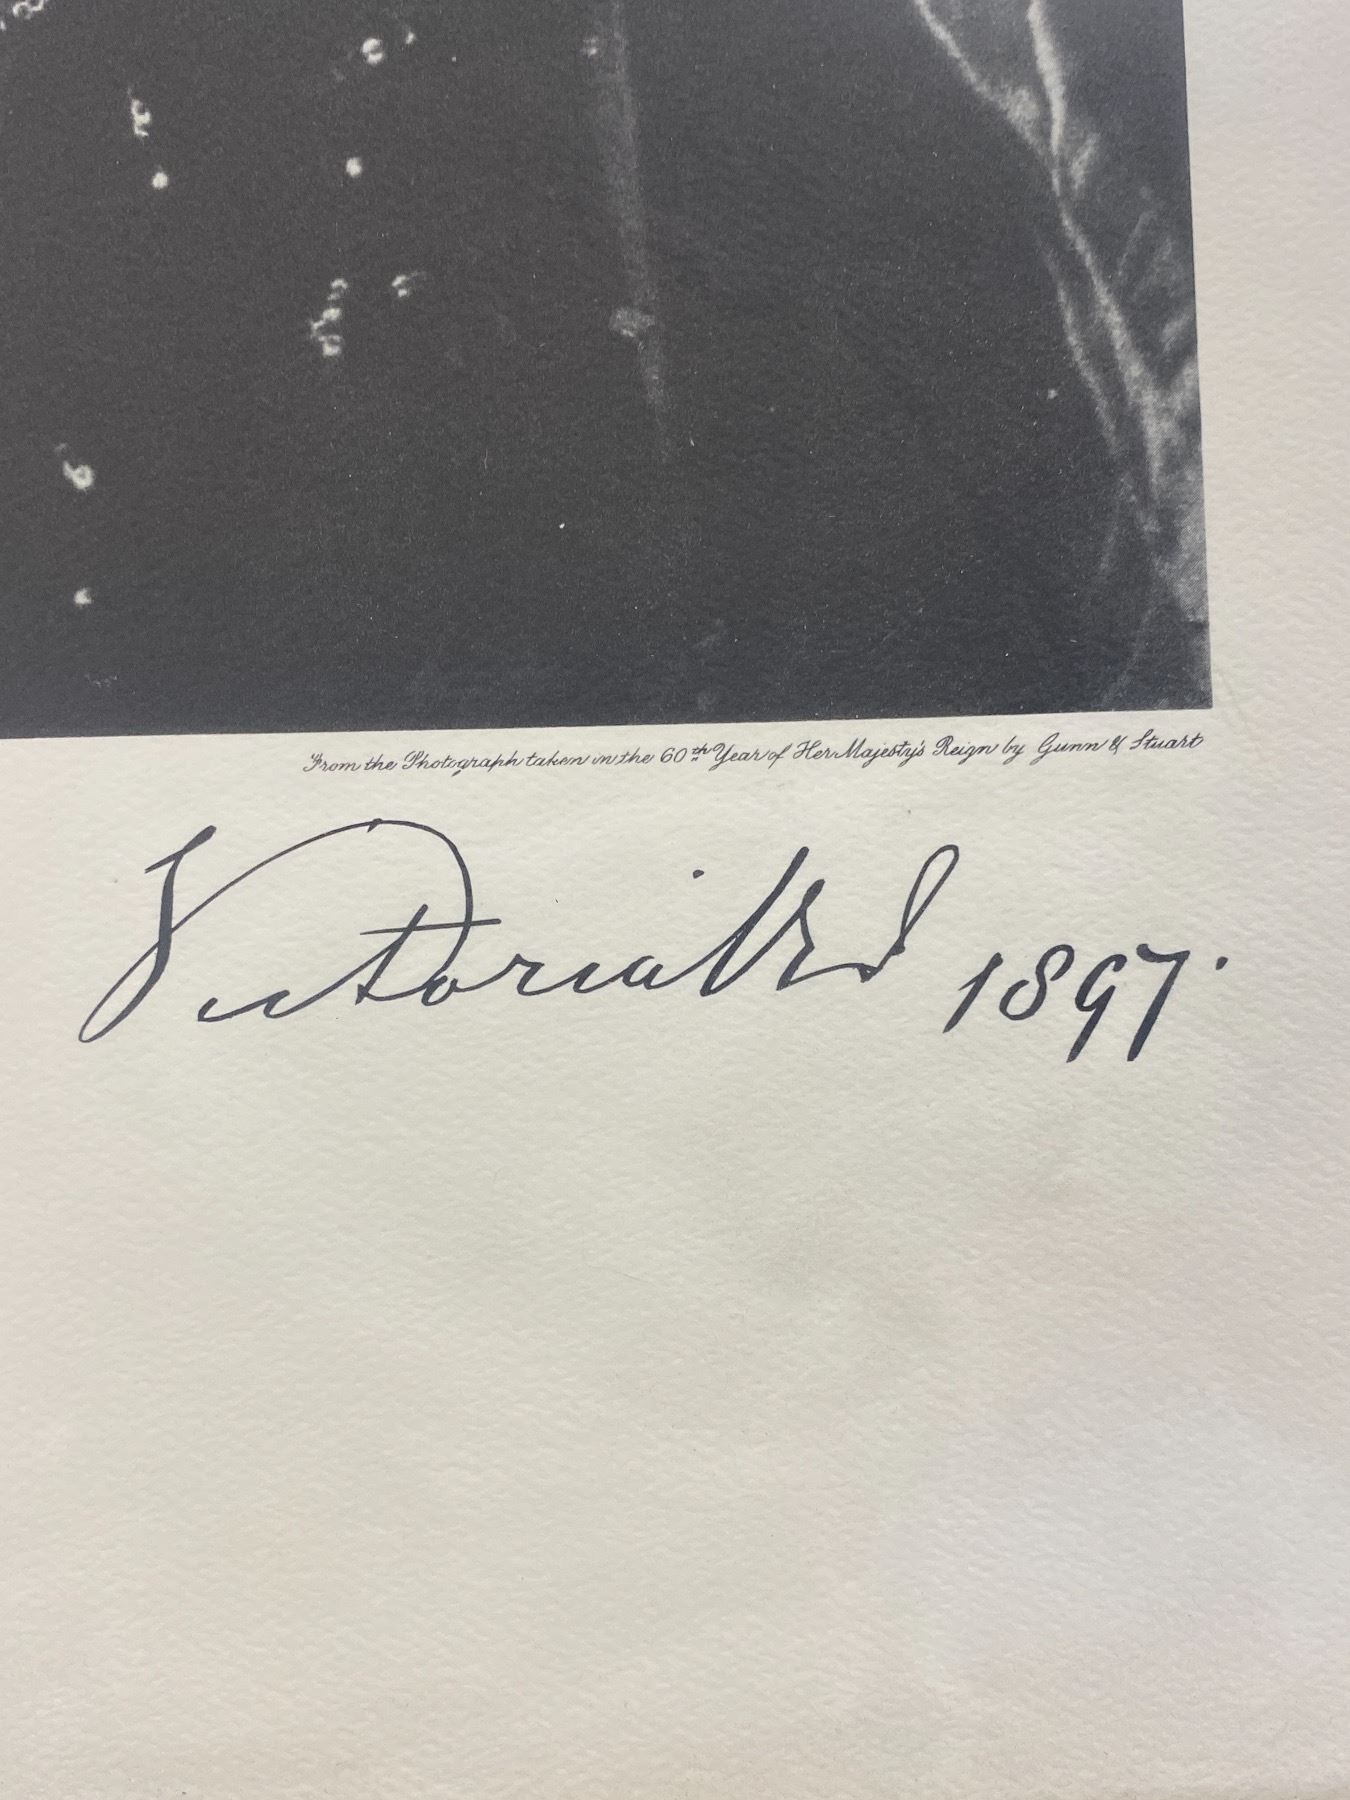 From the Photograph taken in the 60th Year of Her Majesty's Reign by Gunn & Stuart
Victoria R I 1897.